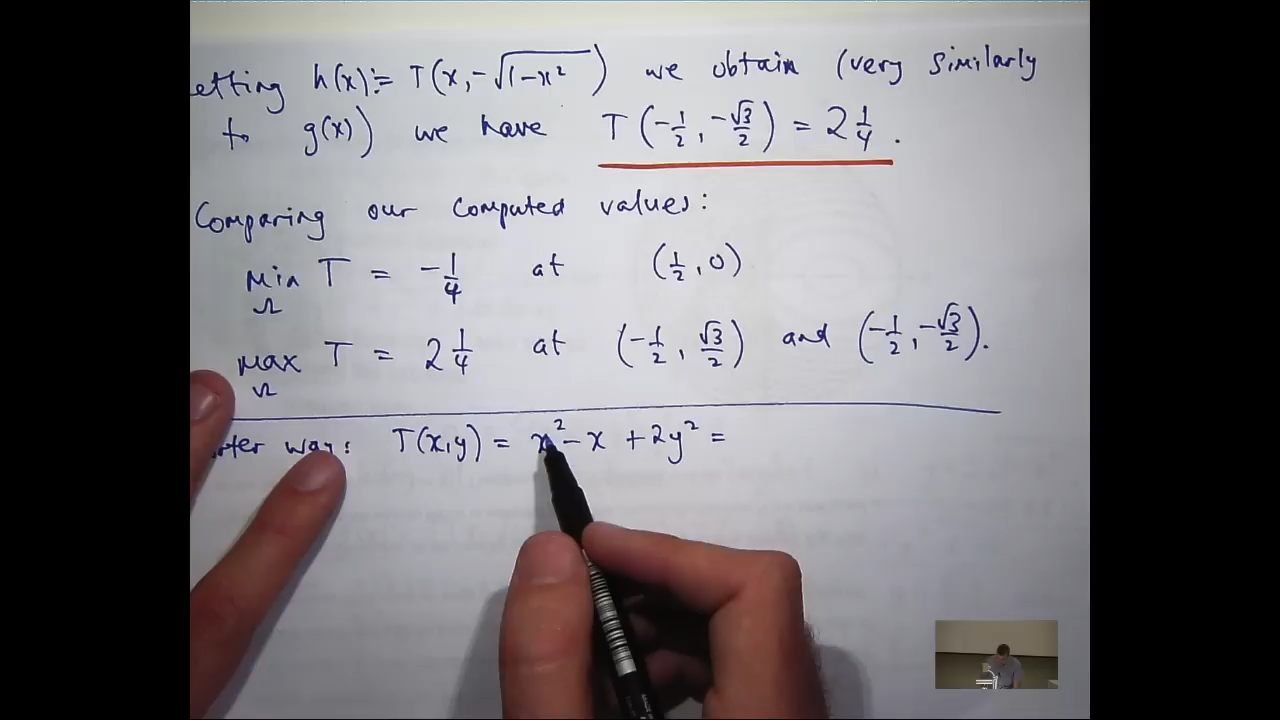 etting h(x):= T(x,-√(1-x²)) we obtain (very similarly
to g(x)) we have T(-1/2, -√3/2) = 2 1/4.
Comparing our computed values:
min T = -1/4 at (1/2, 0)
Ω
max T = 2 1/4 at (-1/2, √3/2) and (-1/2, -√3/2).
Ω
rter way: T(x,y) = x² - x + 2y² =